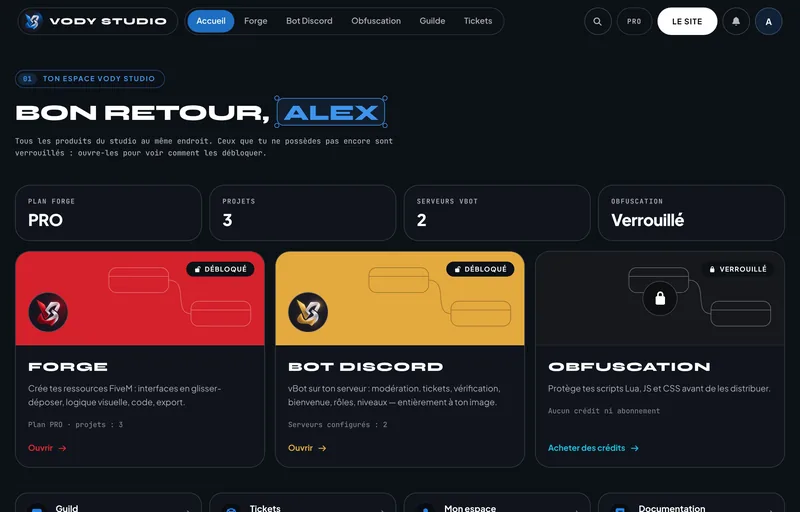 VODY STUDIO
Accueil
Forge
Bot Discord
Obfuscation
Guilde
Tickets
PRO
LE SITE
A
01 TON ESPACE VODY STUDIO
BON RETOUR, ALEX
Tous les produits du studio au même endroit. Ceux que tu ne possèdes pas encore sont
verrouillés : ouvre-les pour voir comment les débloquer.
PLAN FORGE
PRO
PROJETS
3
SERVEURS VBOT
2
OBFUSCATION
Verrouillé
DÉBLOQUÉ
FORGE
Crée tes ressources FiveM : interfaces en glisser-
déposer, logique visuelle, code, export.
Plan PRO · projets : 3
Ouvrir →
DÉBLOQUÉ
BOT DISCORD
vBot sur ton serveur : modération, tickets, vérification,
bienvenue, rôles, niveaux — entièrement à ton image.
Serveurs configurés : 2
Ouvrir →
VERROUILLÉ
OBFUSCATION
Protège tes scripts Lua, JS et CSS avant de les distribuer.
Aucun crédit ni abonnement
Acheter des crédits →
Guild
Tickets
Mon espace
Documentation